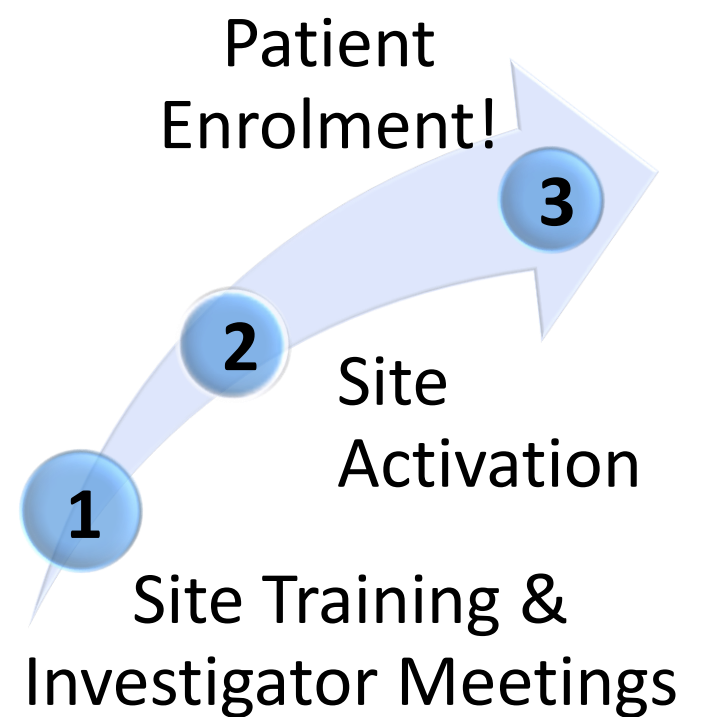 Patient
Enrolment!
3
2
Site
Activation
1
Site Training &
Investigator Meetings